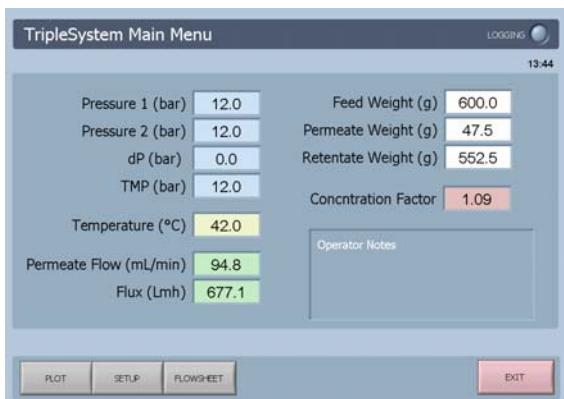 TripleSystem Main Menu
LOGGING
13:44
Pressure 1 (bar) 12.0
Pressure 2 (bar) 12.0
dP (bar) 0.0
TMP (bar) 12.0
Temperature (°C) 42.0
Permeate Flow (mL/min) 94.8
Flux (Lmh) 677.1
Feed Weight (g) 600.0
Permeate Weight (g) 47.5
Retentate Weight (g) 552.5
Concntration Factor 1.09
Operator Notes
PLOT SETUP FLOWSHEET EXIT